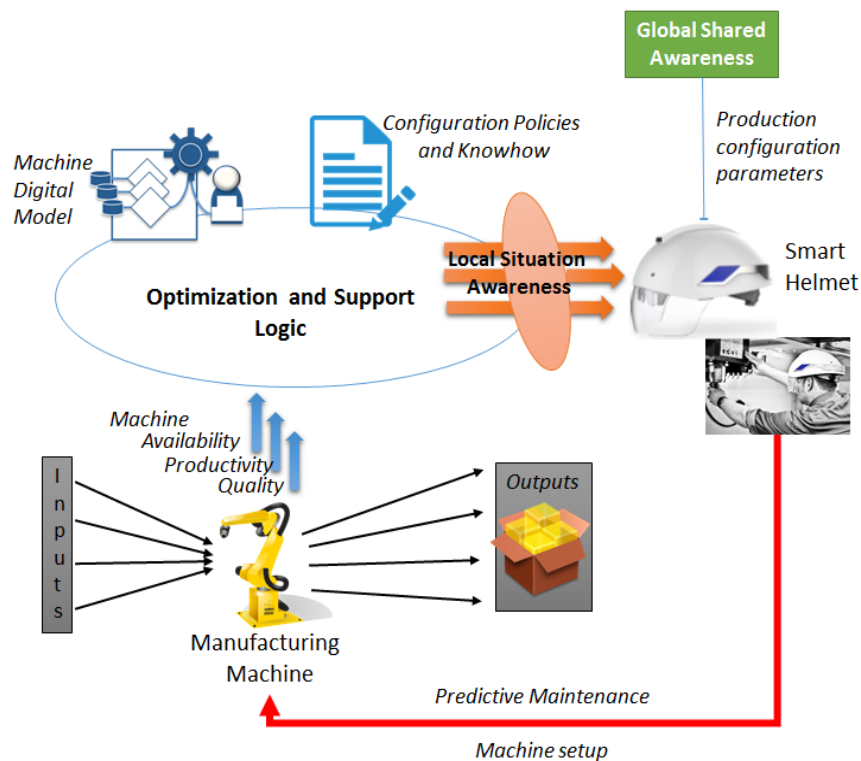 Global Shared
Awareness
Configuration Policies
and Knowhow
Production
configuration
parameters
Machine
Digital
Model
Smart
Helmet
Local Situation
Awareness
Optimization and Support
Logic
Machine
Availability
Productivity
Quality
Inputs
Outputs
Manufacturing
Machine
Predictive Maintenance
Machine setup